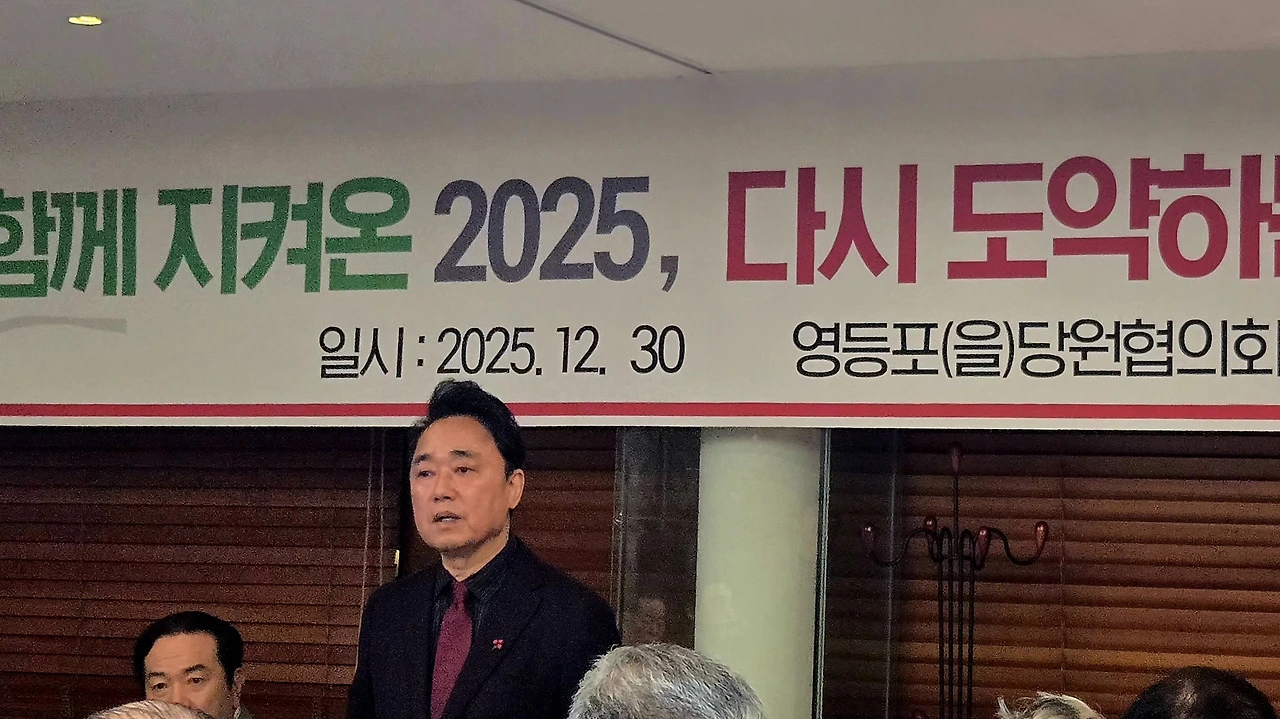 함께 지켜온 2025, 다시 도약하
일시 : 2025. 12. 30
영등포(을)당원협의회